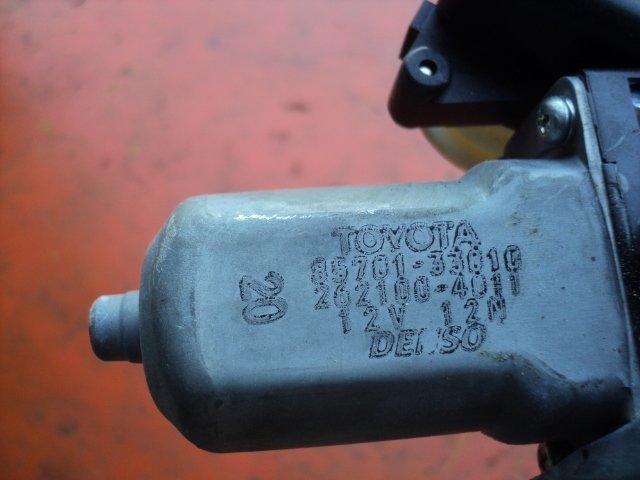 TOYOTA
85701-33010
262100-4011
12V 12N
DENSO
20